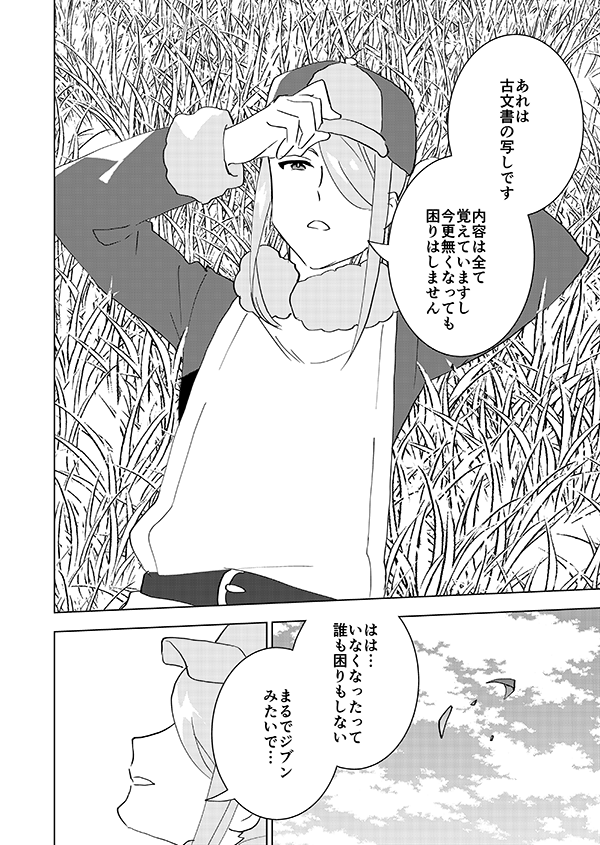 あれは
古文書の写しです
内容は全て
覚えていますし
今更無くなっても
困りはしません
はは…
いなくなったって
誰も困りもしない
まるでジブン
みたいで…